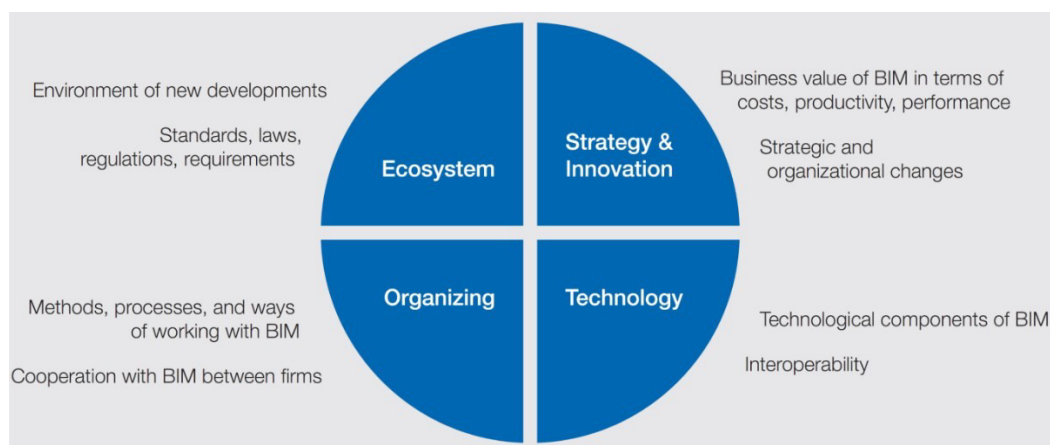 Environment of new developments
Standards, laws,
regulations, requirements
Ecosystem
Strategy &
Innovation
Business value of BIM in terms of
costs, productivity, performance
Strategic and
organizational changes
Methods, processes, and ways
of working with BIM
Cooperation with BIM between firms
Organizing
Technology
Technological components of BIM
Interoperability